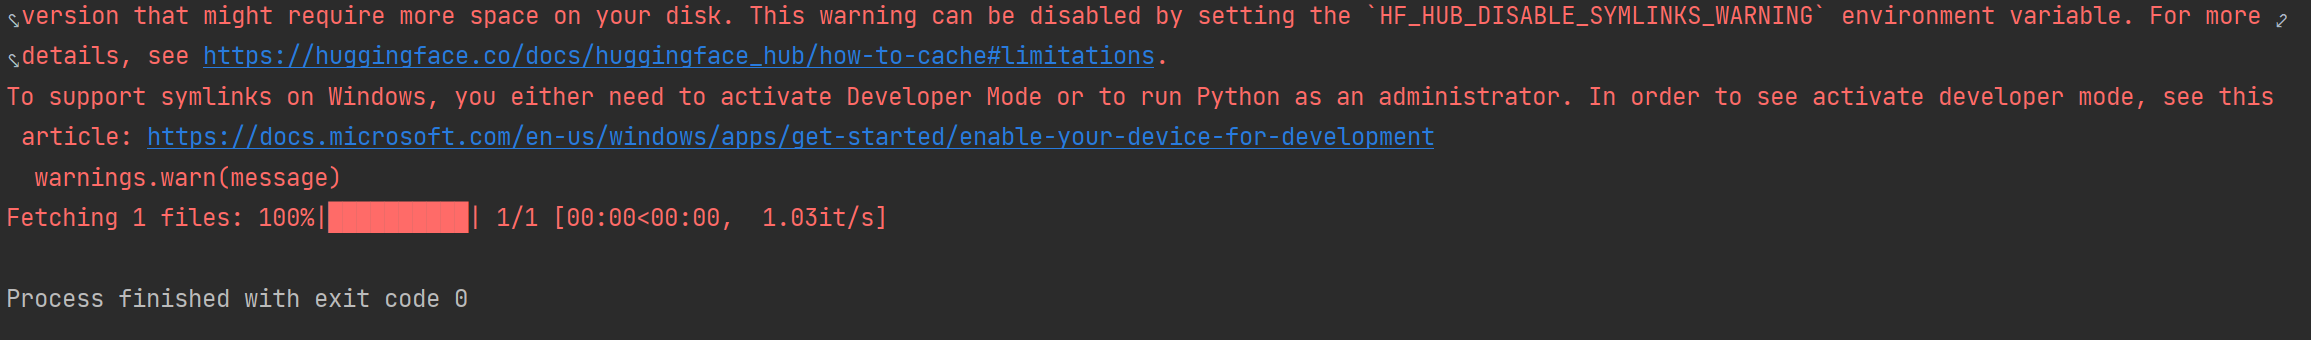 version that might require more space on your disk. This warning can be disabled by setting the `HF_HUB_DISABLE_SYMLINKS_WARNING` environment variable. For more
details, see https://huggingface.co/docs/huggingface_hub/how-to-cache#limitations.
To support symlinks on Windows, you either need to activate Developer Mode or to run Python as an administrator. In order to see activate developer mode, see this
article: https://docs.microsoft.com/en-us/windows/apps/get-started/enable-your-device-for-development
warnings.warn(message)
Fetching 1 files: 100%|██████████| 1/1 [00:00<00:00,  1.03it/s]
Process finished with exit code 0